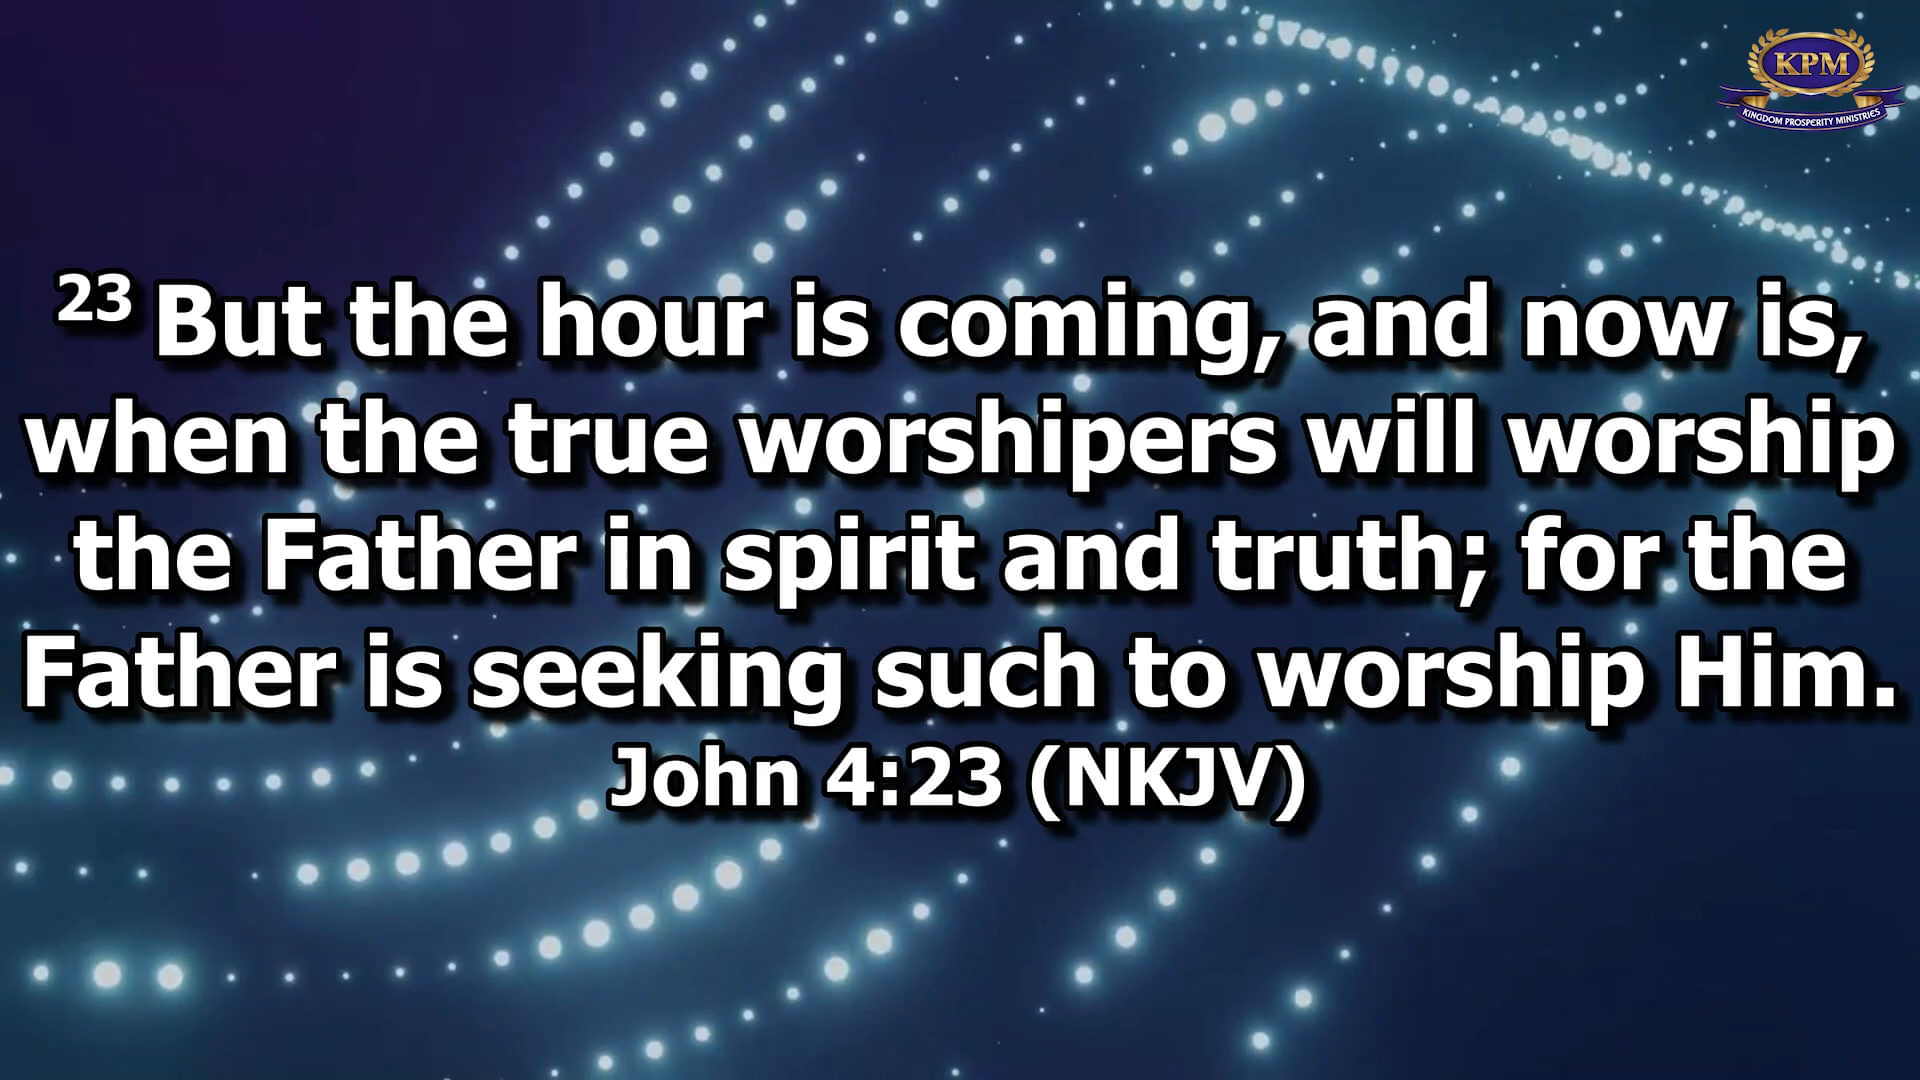 KPM
KINGDOM PROSPERITY MINISTRIES
23 But the hour is coming, and now is,
when the true worshipers will worship
the Father in spirit and truth; for the
Father is seeking such to worship Him.
John 4:23 (NKJV)